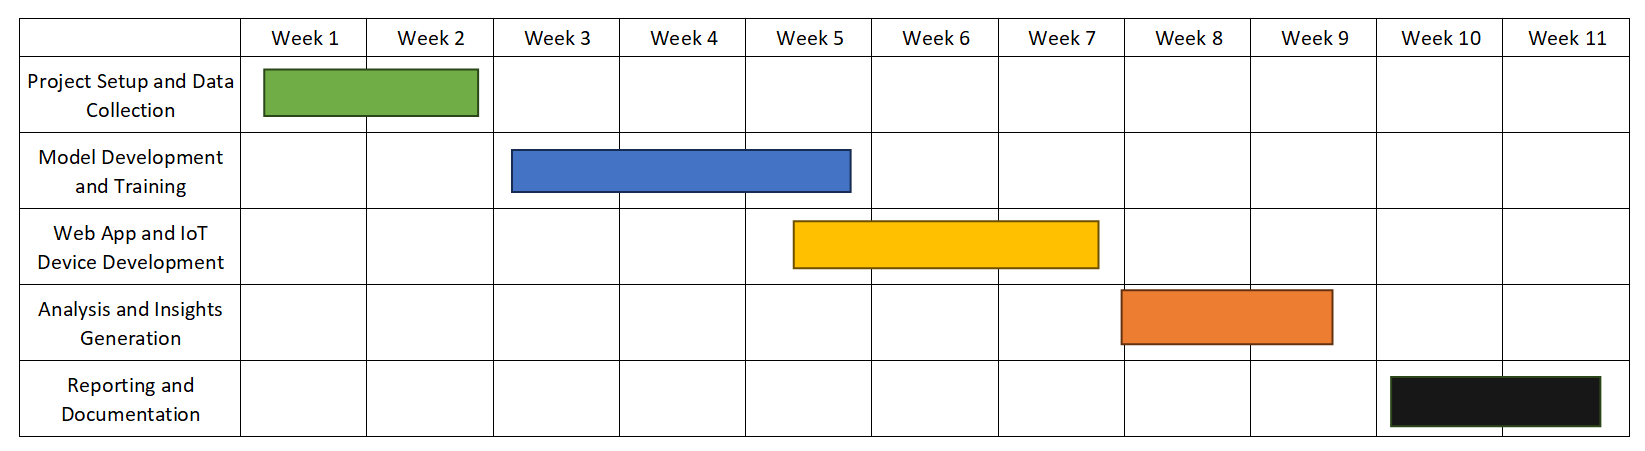 Week 1 Week 2 Week 3 Week 4 Week 5 Week 6 Week 7 Week 8 Week 9 Week 10 Week 11
Project Setup and Data
Collection
Model Development
and Training
Web App and IoT
Device Development
Analysis and Insights
Generation
Reporting and
Documentation